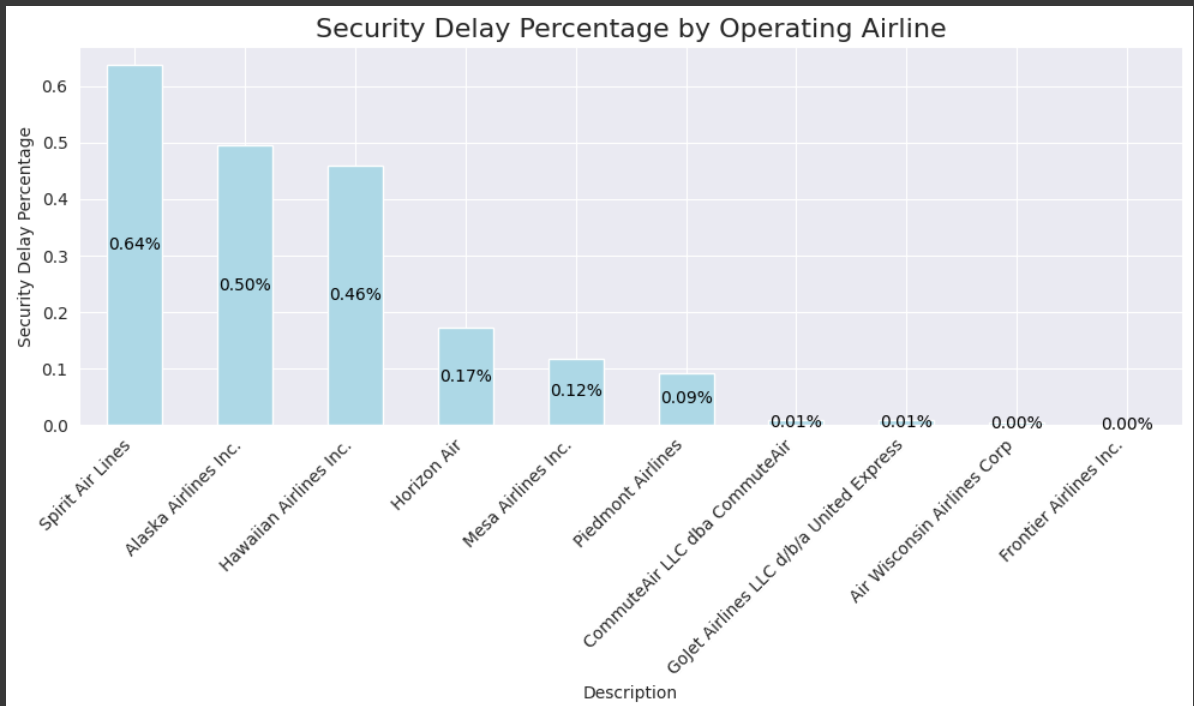 Security Delay Percentage by Operating Airline
Security Delay Percentage
0.6
0.5
0.4
0.3
0.2
0.1
0.0
0.64%
0.50%
0.46%
0.17%
0.12%
0.09%
0.01%
0.01%
0.00%
0.00%
Spirit Air Lines
Alaska Airlines Inc.
Hawaiian Airlines Inc.
Horizon Air
Mesa Airlines Inc.
Piedmont Airlines
CommuteAir LLC dba CommuteAir
GoJet Airlines LLC d/b/a United Express
Air Wisconsin Airlines Corp
Frontier Airlines Inc.
Description